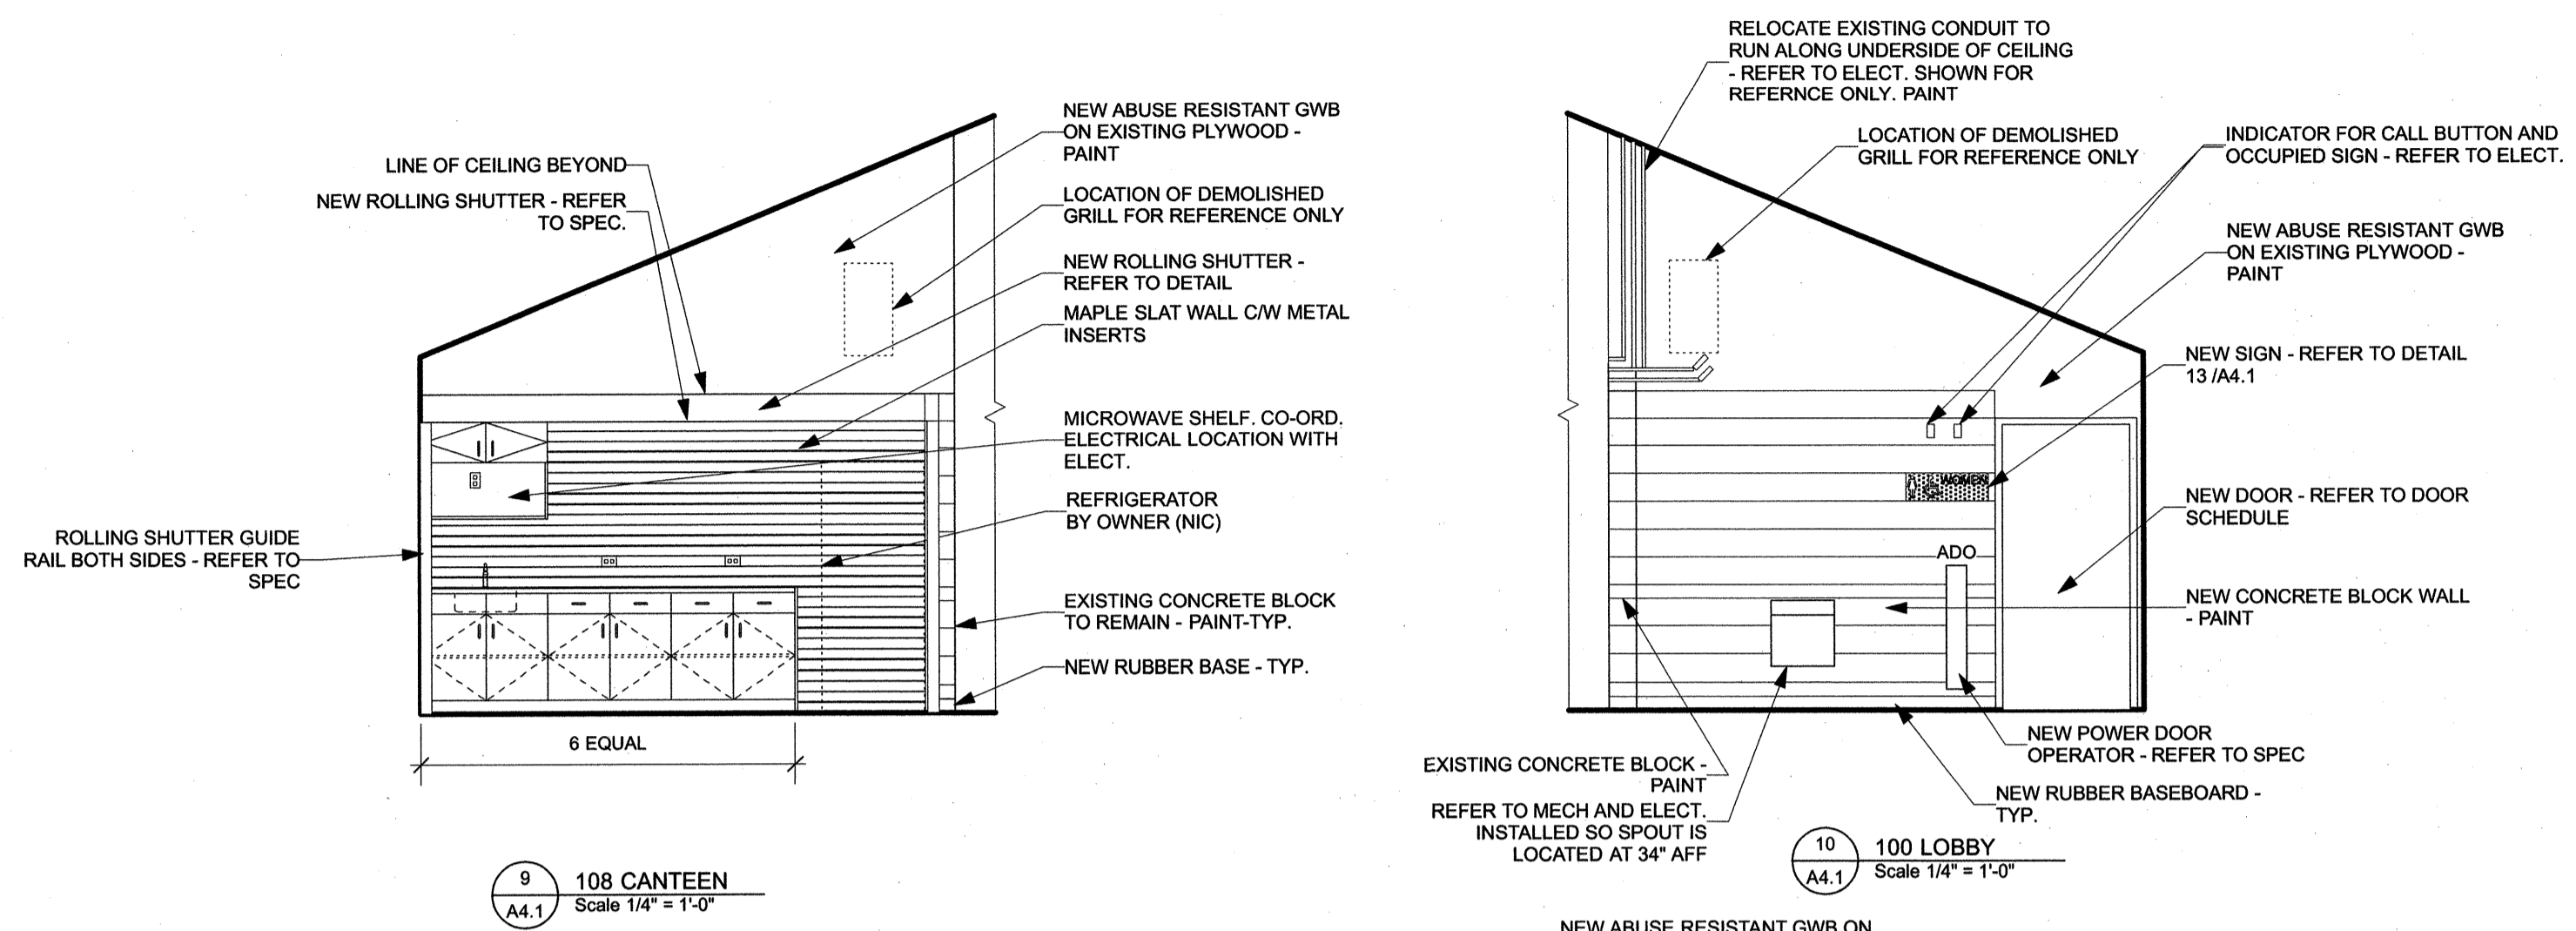 LINE OF CEILING BEYOND
NEW ROLLING SHUTTER - REFER
TO SPEC.
ROLLING SHUTTER GUIDE
RAIL BOTH SIDES - REFER TO
SPEC
NEW ABUSE RESISTANT GWB
ON EXISTING PLYWOOD -
PAINT
LOCATION OF DEMOLISHED
GRILL FOR REFERENCE ONLY
NEW ROLLING SHUTTER -
REFER TO DETAIL
MAPLE SLAT WALL C/W METAL
INSERTS
MICROWAVE SHELF. CO-ORD.
ELECTRICAL LOCATION WITH
ELECT.
REFRIGERATOR
BY OWNER (NIC)
EXISTING CONCRETE BLOCK
TO REMAIN - PAINT-TYP.
NEW RUBBER BASE - TYP.
6 EQUAL
9
A4.1
108 CANTEEN
Scale 1/4" = 1'-0"
RELOCATE EXISTING CONDUIT TO
RUN ALONG UNDERSIDE OF CEILING
- REFER TO ELECT. SHOWN FOR
REFERNCE ONLY. PAINT
LOCATION OF DEMOLISHED
GRILL FOR REFERENCE ONLY
INDICATOR FOR CALL BUTTON AND
OCCUPIED SIGN - REFER TO ELECT.
NEW ABUSE RESISTANT GWB
ON EXISTING PLYWOOD -
PAINT
NEW SIGN - REFER TO DETAIL
13 /A4.1
WOMEN
NEW DOOR - REFER TO DOOR
SCHEDULE
ADO
NEW CONCRETE BLOCK WALL
- PAINT
NEW POWER DOOR
OPERATOR - REFER TO SPEC
NEW RUBBER BASEBOARD -
TYP.
EXISTING CONCRETE BLOCK -
PAINT
REFER TO MECH AND ELECT.
INSTALLED SO SPOUT IS
LOCATED AT 34" AFF
10
A4.1
100 LOBBY
Scale 1/4" = 1'-0"
NEW ABUSE RESISTANT GWB ON